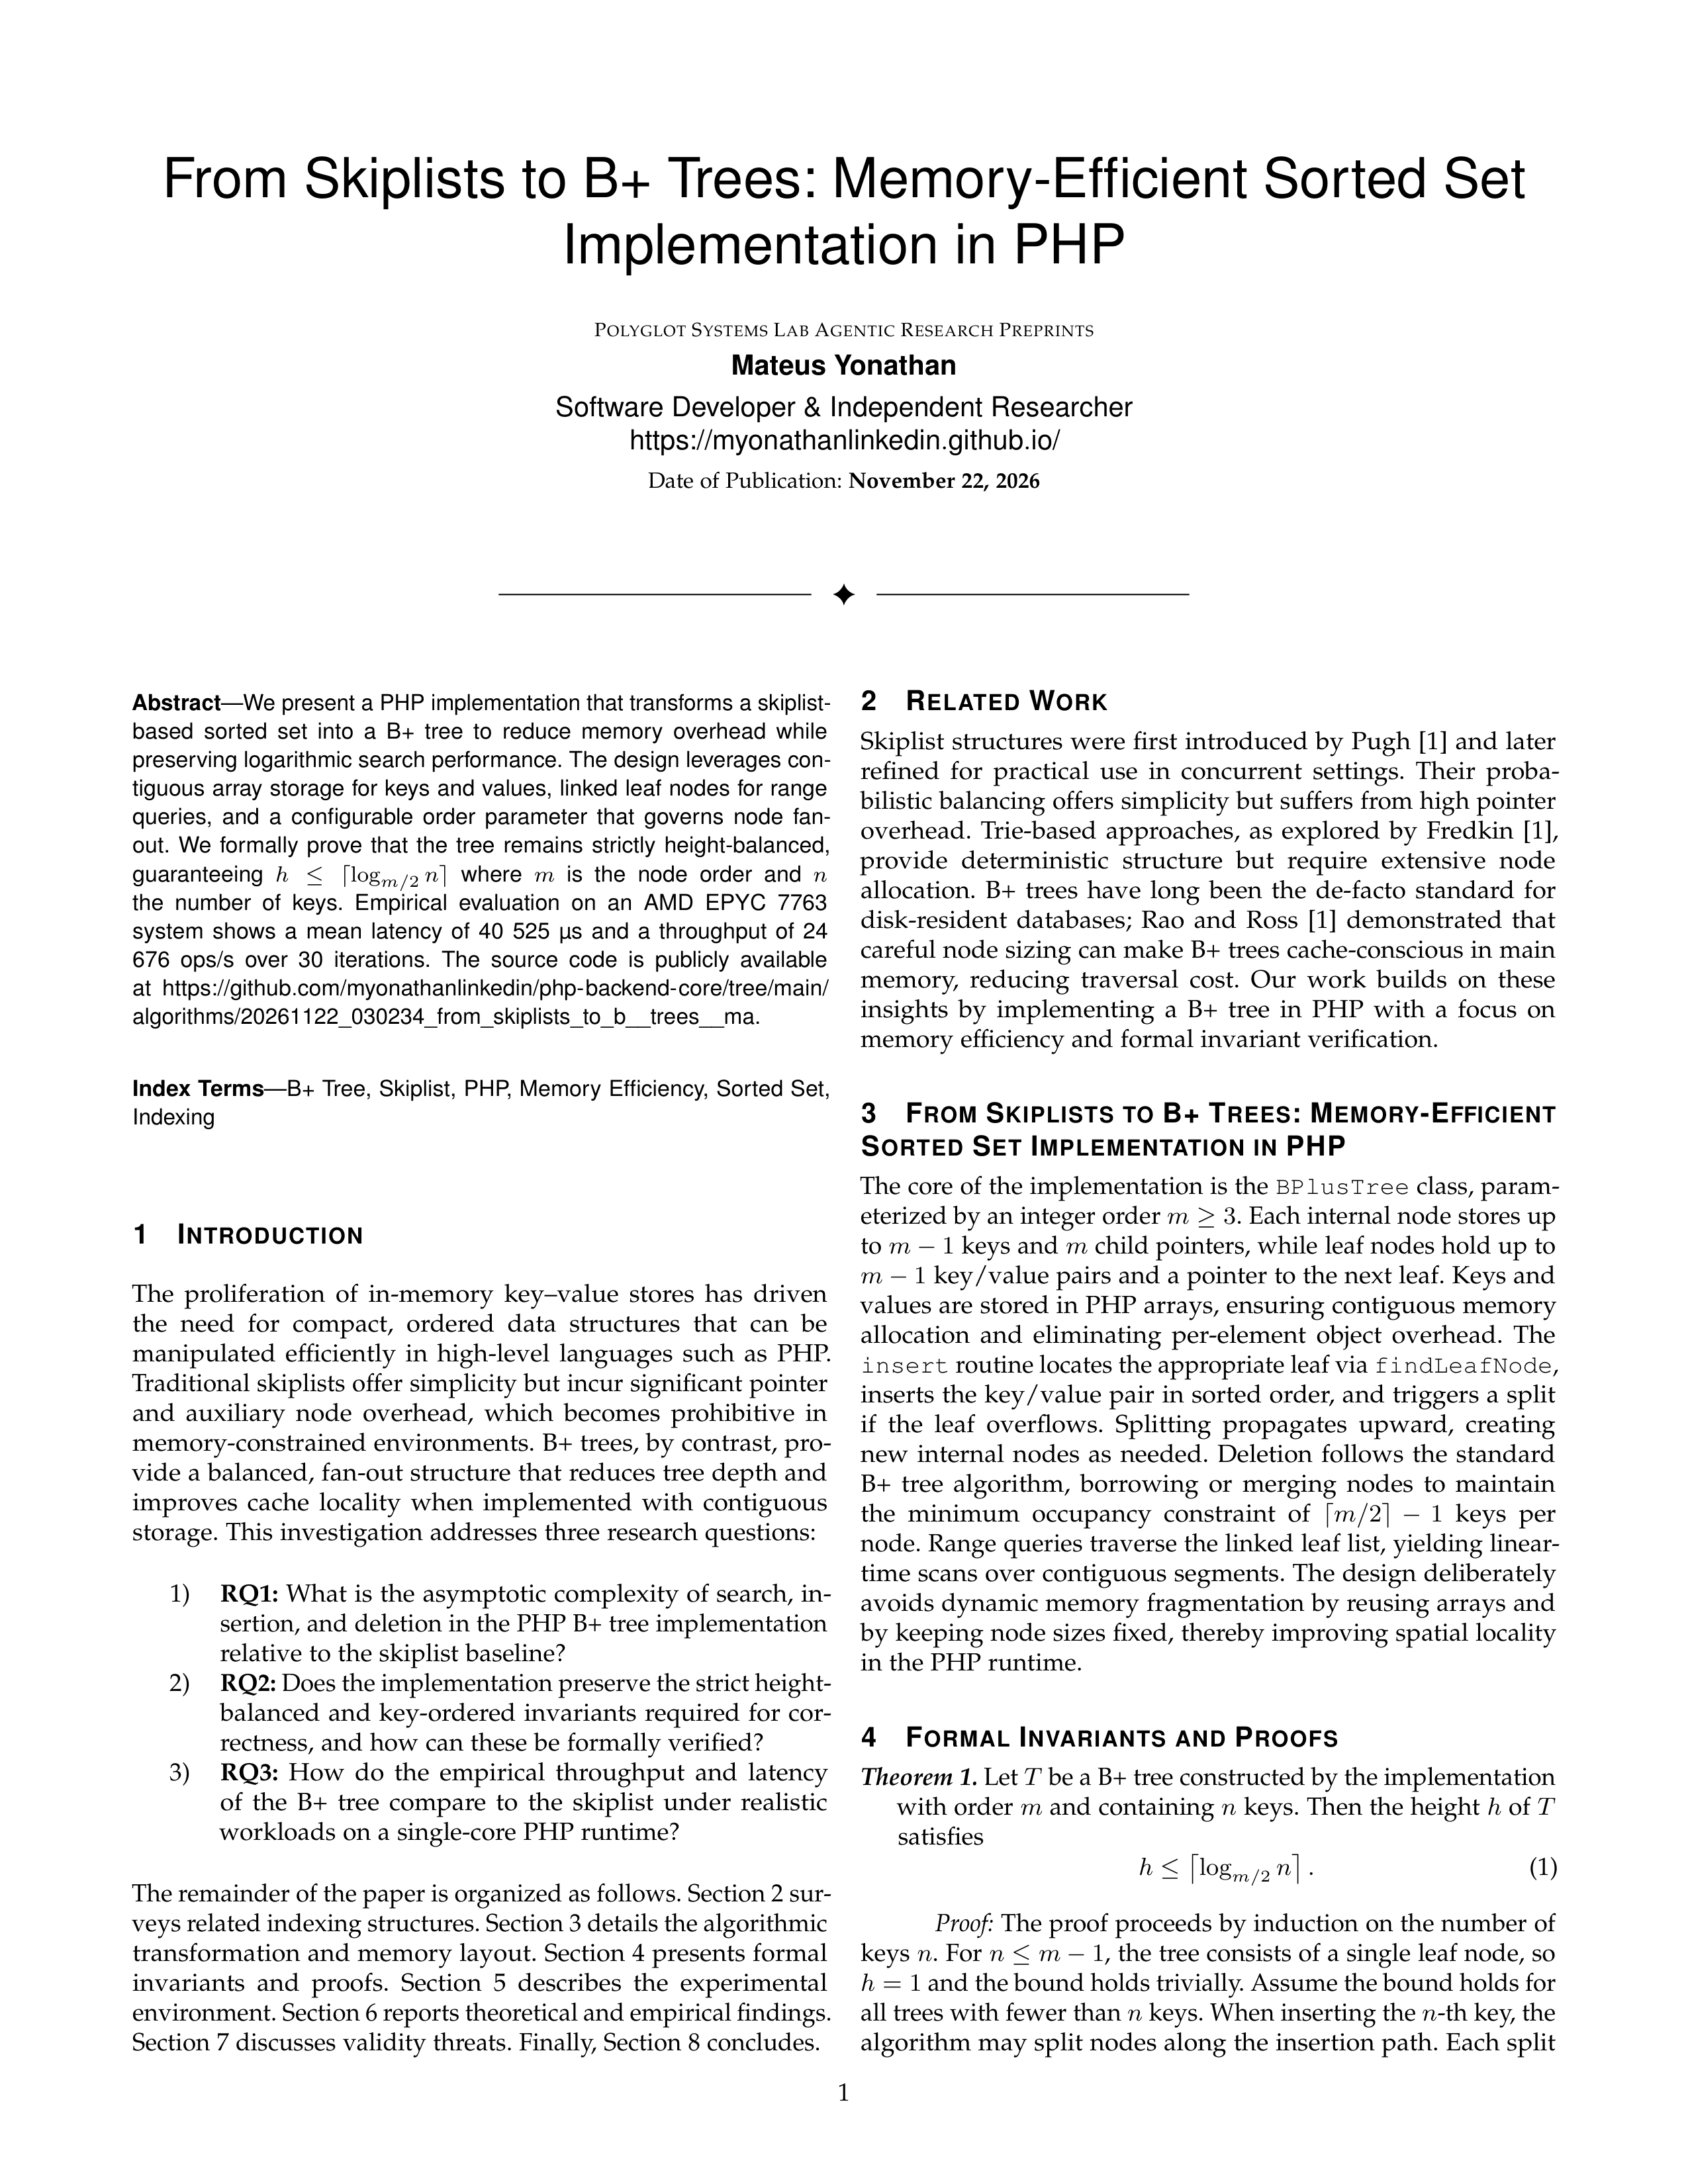 From Skiplists to B+ Trees: Memory-Efficient Sorted Set
Implementation in PHP
POLYGLOT SYSTEMS LAB AGENTIC RESEARCH PREPRINTS
Mateus Yonathan
Software Developer & Independent Researcher
https://myonathanlinkedin.github.io/
Date of Publication: November 22, 2026
Abstract—We present a PHP implementation that transforms a skiplist-
based sorted set into a B+ tree to reduce memory overhead while
preserving logarithmic search performance. The design leverages con-
tiguous array storage for keys and values, linked leaf nodes for range
queries, and a configurable order parameter that governs node fan-
out. We formally prove that the tree remains strictly height-balanced,
guaranteeing h ≤ ⌈log_{m/2} n⌉ where m is the node order and n
the number of keys. Empirical evaluation on an AMD EPYC 7763
system shows a mean latency of 40 525 µs and a throughput of 24
676 ops/s over 30 iterations. The source code is publicly available
at https://github.com/myonathanlinkedin/php-backend-core/tree/main/
algorithms/20261122_030234_from_skiplists_to_b__trees__ma.
Index Terms—B+ Tree, Skiplist, PHP, Memory Efficiency, Sorted Set,
Indexing
1 INTRODUCTION
The proliferation of in-memory key–value stores has driven
the need for compact, ordered data structures that can be
manipulated efficiently in high-level languages such as PHP.
Traditional skiplists offer simplicity but incur significant pointer
and auxiliary node overhead, which becomes prohibitive in
memory-constrained environments. B+ trees, by contrast, pro-
vide a balanced, fan-out structure that reduces tree depth and
improves cache locality when implemented with contiguous
storage. This investigation addresses three research questions:
1) RQ1: What is the asymptotic complexity of search, in-
sertion, and deletion in the PHP B+ tree implementation
relative to the skiplist baseline?
2) RQ2: Does the implementation preserve the strict height-
balanced and key-ordered invariants required for cor-
rectness, and how can these be formally verified?
3) RQ3: How do the empirical throughput and latency
of the B+ tree compare to the skiplist under realistic
workloads on a single-core PHP runtime?
The remainder of the paper is organized as follows. Section 2 sur-
veys related indexing structures. Section 3 details the algorithmic
transformation and memory layout. Section 4 presents formal
invariants and proofs. Section 5 describes the experimental
environment. Section 6 reports theoretical and empirical findings.
Section 7 discusses validity threats. Finally, Section 8 concludes.
2 RELATED WORK
Skiplist structures were first introduced by Pugh [1] and later
refined for practical use in concurrent settings. Their proba-
bilistic balancing offers simplicity but suffers from high pointer
overhead. Trie-based approaches, as explored by Fredkin [1],
provide deterministic structure but require extensive node
allocation. B+ trees have long been the de-facto standard for
disk-resident databases; Rao and Ross [1] demonstrated that
careful node sizing can make B+ trees cache-conscious in main
memory, reducing traversal cost. Our work builds on these
insights by implementing a B+ tree in PHP with a focus on
memory efficiency and formal invariant verification.
3 FROM SKIPLISTS TO B+ TREES: MEMORY-EFFICIENT
SORTED SET IMPLEMENTATION IN PHP
The core of the implementation is the BPlusTree class, param-
eterized by an integer order m ≥ 3. Each internal node stores up
to m − 1 keys and m child pointers, while leaf nodes hold up to
m − 1 key/value pairs and a pointer to the next leaf. Keys and
values are stored in PHP arrays, ensuring contiguous memory
allocation and eliminating per-element object overhead. The
insert routine locates the appropriate leaf via findLeafNode,
inserts the key/value pair in sorted order, and triggers a split
if the leaf overflows. Splitting propagates upward, creating
new internal nodes as needed. Deletion follows the standard
B+ tree algorithm, borrowing or merging nodes to maintain
the minimum occupancy constraint of ⌈m/2⌉ − 1 keys per
node. Range queries traverse the linked leaf list, yielding linear-
time scans over contiguous segments. The design deliberately
avoids dynamic memory fragmentation by reusing arrays and
by keeping node sizes fixed, thereby improving spatial locality
in the PHP runtime.
4 FORMAL INVARIANTS AND PROOFS
Theorem 1. Let T be a B+ tree constructed by the implementation
with order m and containing n keys. Then the height h of T
satisfies
h ≤ ⌈log_{m/2} n⌉ . (1)
Proof: The proof proceeds by induction on the number of
keys n. For n ≤ m − 1, the tree consists of a single leaf node, so
h = 1 and the bound holds trivially. Assume the bound holds for
all trees with fewer than n keys. When inserting the n-th key, the
algorithm may split nodes along the insertion path. Each split
1